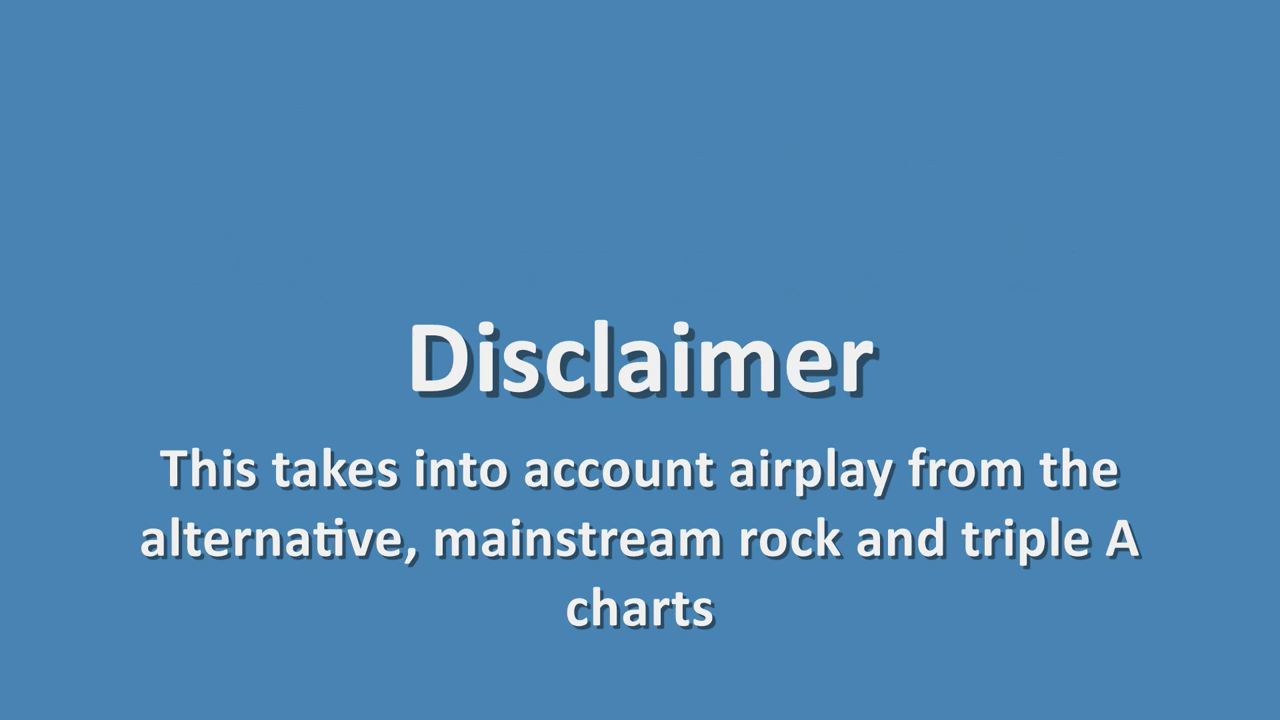 Disclaimer
This takes into account airplay from the
alternative, mainstream rock and triple A
charts